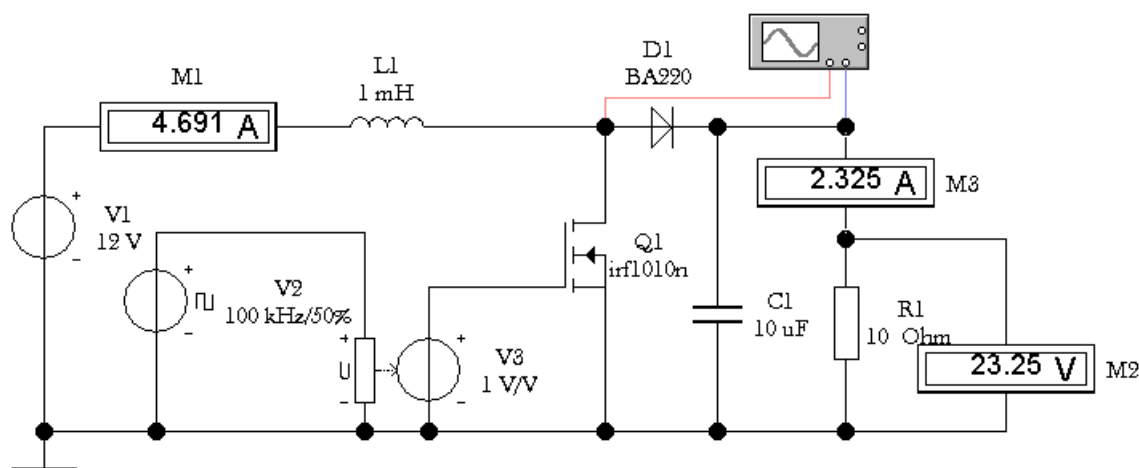 M1
4.691 A
L1
1 mH
D1
BA220
2.325 A
M3
V1
12 V
V2
100 kHz/50%
U
V3
1 V/V
Q1
irf1010n
C1
10 uF
R1
10 Ohm
23.25 V
M2